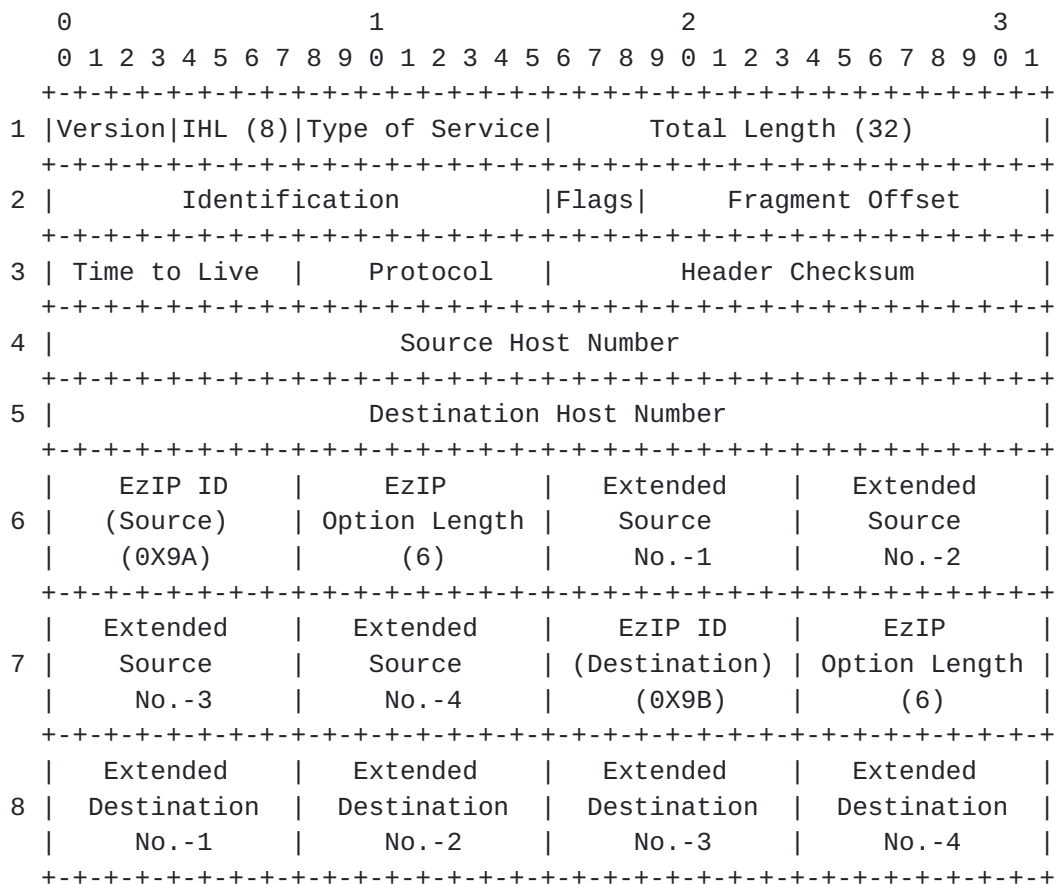 0                   1                   2                   3
 0 1 2 3 4 5 6 7 8 9 0 1 2 3 4 5 6 7 8 9 0 1 2 3 4 5 6 7 8 9 0 1
  +-+-+-+-+-+-+-+-+-+-+-+-+-+-+-+-+-+-+-+-+-+-+-+-+-+-+-+-+-+-+-+-+
1 |Version|IHL (8)|Type of Service|      Total Length (32)        |
  +-+-+-+-+-+-+-+-+-+-+-+-+-+-+-+-+-+-+-+-+-+-+-+-+-+-+-+-+-+-+-+-+
2 |        Identification         |Flags|     Fragment Offset     |
  +-+-+-+-+-+-+-+-+-+-+-+-+-+-+-+-+-+-+-+-+-+-+-+-+-+-+-+-+-+-+-+-+
3 | Time to Live  |    Protocol   |        Header Checksum        |
  +-+-+-+-+-+-+-+-+-+-+-+-+-+-+-+-+-+-+-+-+-+-+-+-+-+-+-+-+-+-+-+-+
4 |                      Source Host Number                       |
  +-+-+-+-+-+-+-+-+-+-+-+-+-+-+-+-+-+-+-+-+-+-+-+-+-+-+-+-+-+-+-+-+
5 |                    Destination Host Number                    |
  +-+-+-+-+-+-+-+-+-+-+-+-+-+-+-+-+-+-+-+-+-+-+-+-+-+-+-+-+-+-+-+-+
  |    EzIP ID    |     EzIP      |   Extended    |   Extended    |
6 |   (Source)    | Option Length |    Source     |    Source     |
  |    (0X9A)     |      (6)      |     No.-1     |     No.-2     |
  +-+-+-+-+-+-+-+-+-+-+-+-+-+-+-+-+-+-+-+-+-+-+-+-+-+-+-+-+-+-+-+-+
  |   Extended    |   Extended    |    EzIP ID    |     EzIP      |
7 |    Source     |    Source     | (Destination) | Option Length |
  |     No.-3     |     No.-4     |     (0X9B)    |      (6)      |
  +-+-+-+-+-+-+-+-+-+-+-+-+-+-+-+-+-+-+-+-+-+-+-+-+-+-+-+-+-+-+-+-+
  |   Extended    |   Extended    |   Extended    |   Extended    |
8 |  Destination  |  Destination  |  Destination  |  Destination  |
  |     No.-1     |     No.-2     |     No.-3     |     No.-4     |
  +-+-+-+-+-+-+-+-+-+-+-+-+-+-+-+-+-+-+-+-+-+-+-+-+-+-+-+-+-+-+-+-+